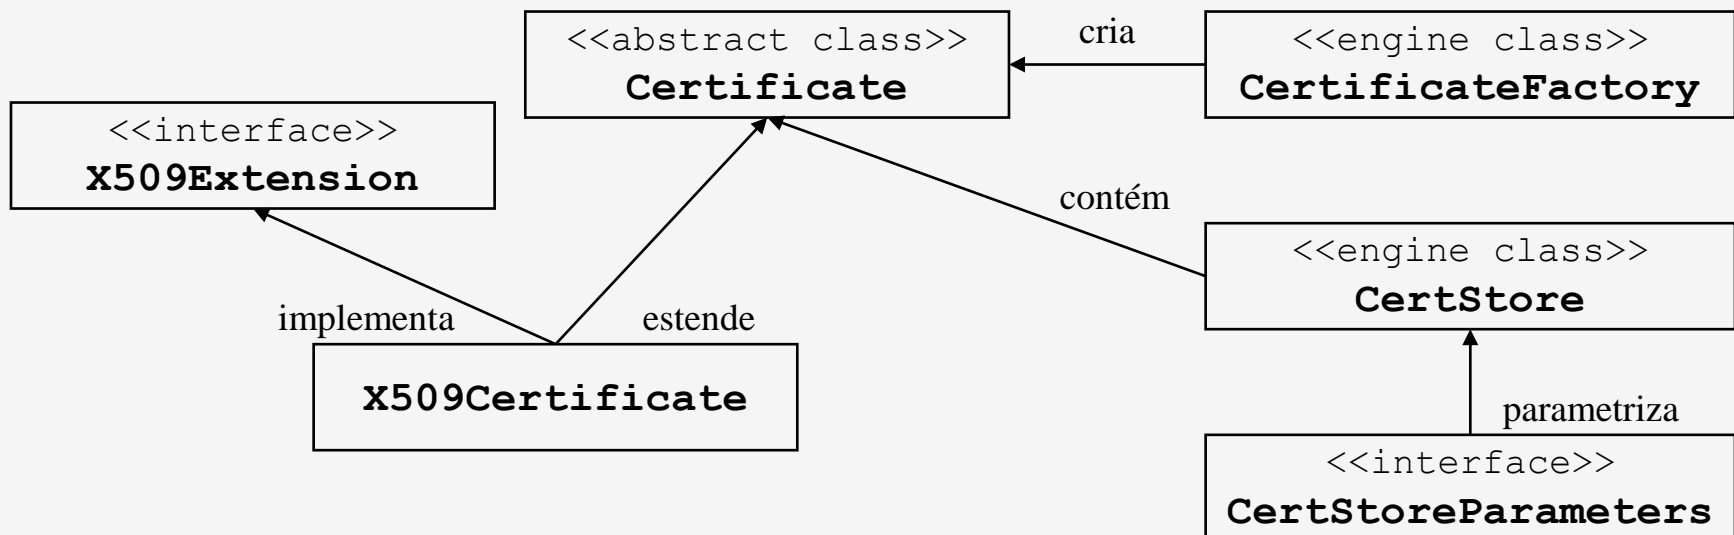 <<abstract class>>
Certificate
cria
<<engine class>>
CertificateFactory
<<interface>>
X509Extension
contém
<<engine class>>
CertStore
implementa
estende
X509Certificate
parametriza
<<interface>>
CertStoreParameters